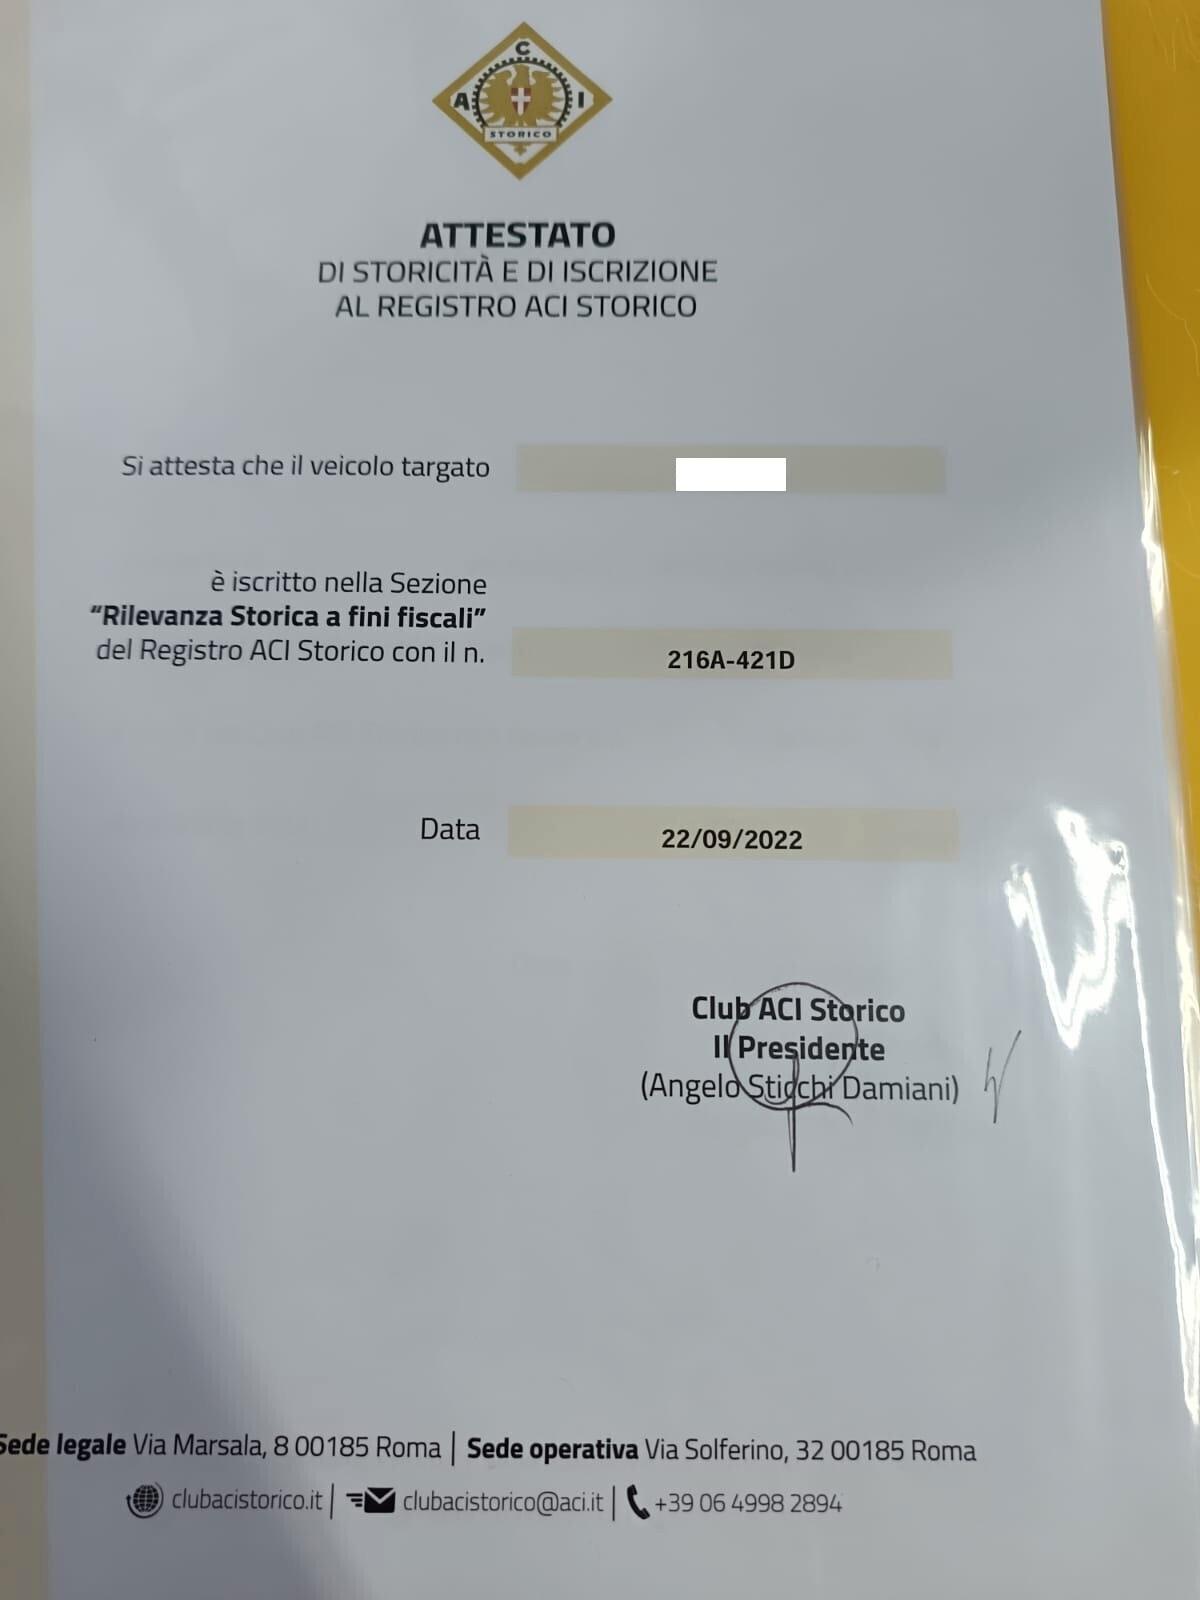 C
A I
STORICO
ATTESTATO
DI STORICITÀ E DI ISCRIZIONE
AL REGISTRO ACI STORICO
Si attesta che il veicolo targato
è iscritto nella Sezione
“Rilevanza Storica a fini fiscali”
del Registro ACI Storico con il n. 216A-421D
Data 22/09/2022
Club ACI Storico
Il Presidente
(Angelo Sticchi Damiani)
Sede legale Via Marsala, 8 00185 Roma | Sede operativa Via Solferino, 32 00185 Roma
clubacistorico.it | clubacistorico@aci.it | +39 06 4998 2894